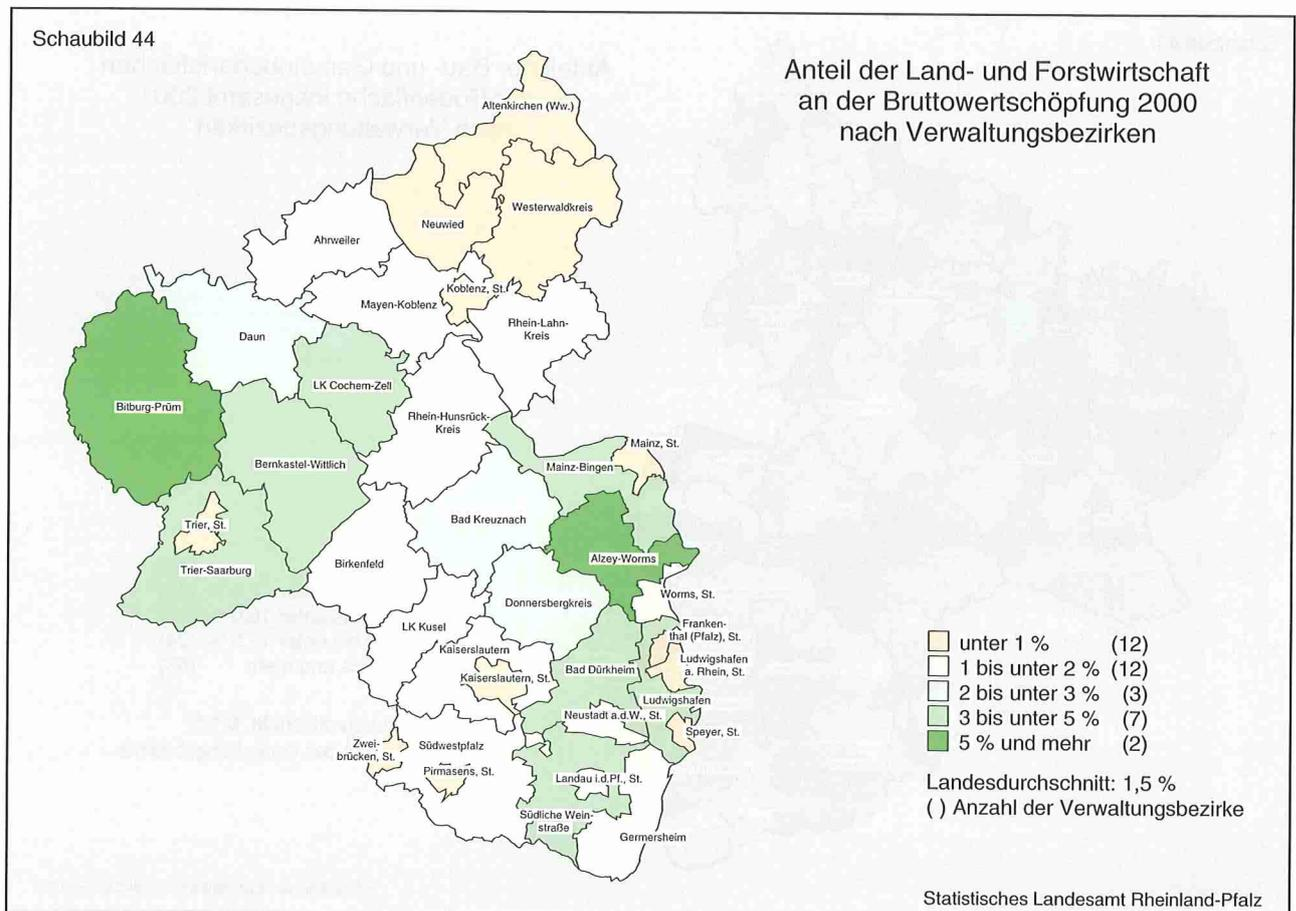 Schaubild 44
Anteil der Land- und Forstwirtschaft
an der Bruttowertschöpfung 2000
nach Verwaltungsbezirken
Altenkirchen (Ww.)
Westerwaldkreis
Neuwied
Ahrweiler
Koblenz, St.
Mayen-Koblenz
Rhein-Lahn-
Kreis
Daun
LK Cochem-Zell
Bitburg-Prüm
Rhein-Hunsrück-
Kreis
Mainz, St.
Mainz-Bingen
Bernkastel-Wittlich
Bad Kreuznach
Trier, St.
Alzey-Worms
Birkenfeld
Trier-Saarburg
Worms, St.
Donnersbergkreis
LK Kusel
Franken-
thal (Pfalz), St.
Kaiserslautern
Ludwigshafen
a. Rhein, St.
Bad Dürkheim
Kaiserslautern, St.
Ludwigshafen
Neustadt a.d.W., St.
Speyer, St.
Zwei-
brücken, St.
Südwestpfalz
Pirmasens, St.
Landau i.d.Pf., St.
Südliche Wein-
straße
Germersheim
unter 1 % (12)
1 bis unter 2 % (12)
2 bis unter 3 % (3)
3 bis unter 5 % (7)
5 % und mehr (2)
Landesdurchschnitt: 1,5 %
( ) Anzahl der Verwaltungsbezirke
Statistisches Landesamt Rheinland-Pfalz